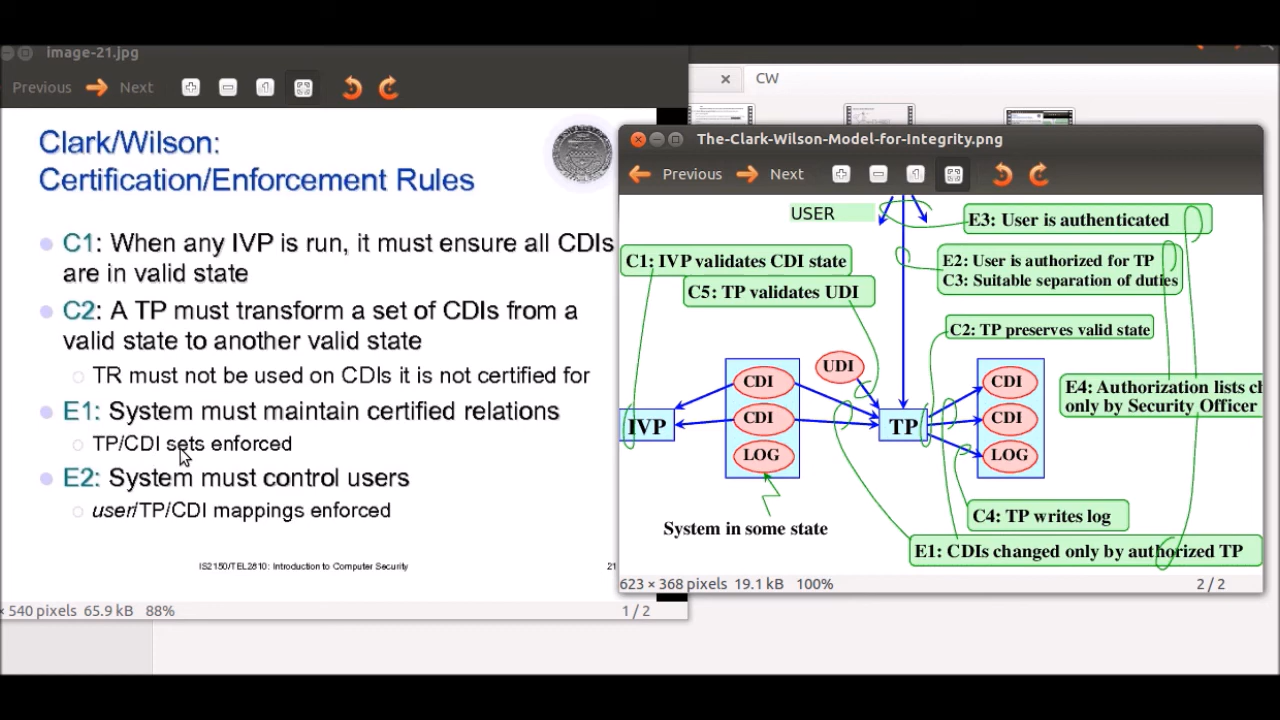 image-21.jpg
Previous
Next
Clark/Wilson:
Certification/Enforcement Rules
C1: When any IVP is run, it must ensure all CDIs
are in valid state
C2: A TP must transform a set of CDIs from a
valid state to another valid state
TR must not be used on CDIs it is not certified for
E1: System must maintain certified relations
TP/CDI sets enforced
E2: System must control users
user/TP/CDI mappings enforced
IS2150/TEL2810: Introduction to Computer Security
21
× 540 pixels 65.9 kB 88%
1 / 2
CW
The-Clark-Wilson-Model-for-Integrity.png
Previous
Next
USER
E3: User is authenticated
C1: IVP validates CDI state
E2: User is authorized for TP
C3: Suitable separation of duties
C5: TP validates UDI
C2: TP preserves valid state
UDI
CDI
CDI
E4: Authorization lists ch
only by Security Officer
IVP
CDI
TP
CDI
LOG
LOG
System in some state
C4: TP writes log
E1: CDIs changed only by authorized TP
623 × 368 pixels 19.1 kB 100%
2 / 2